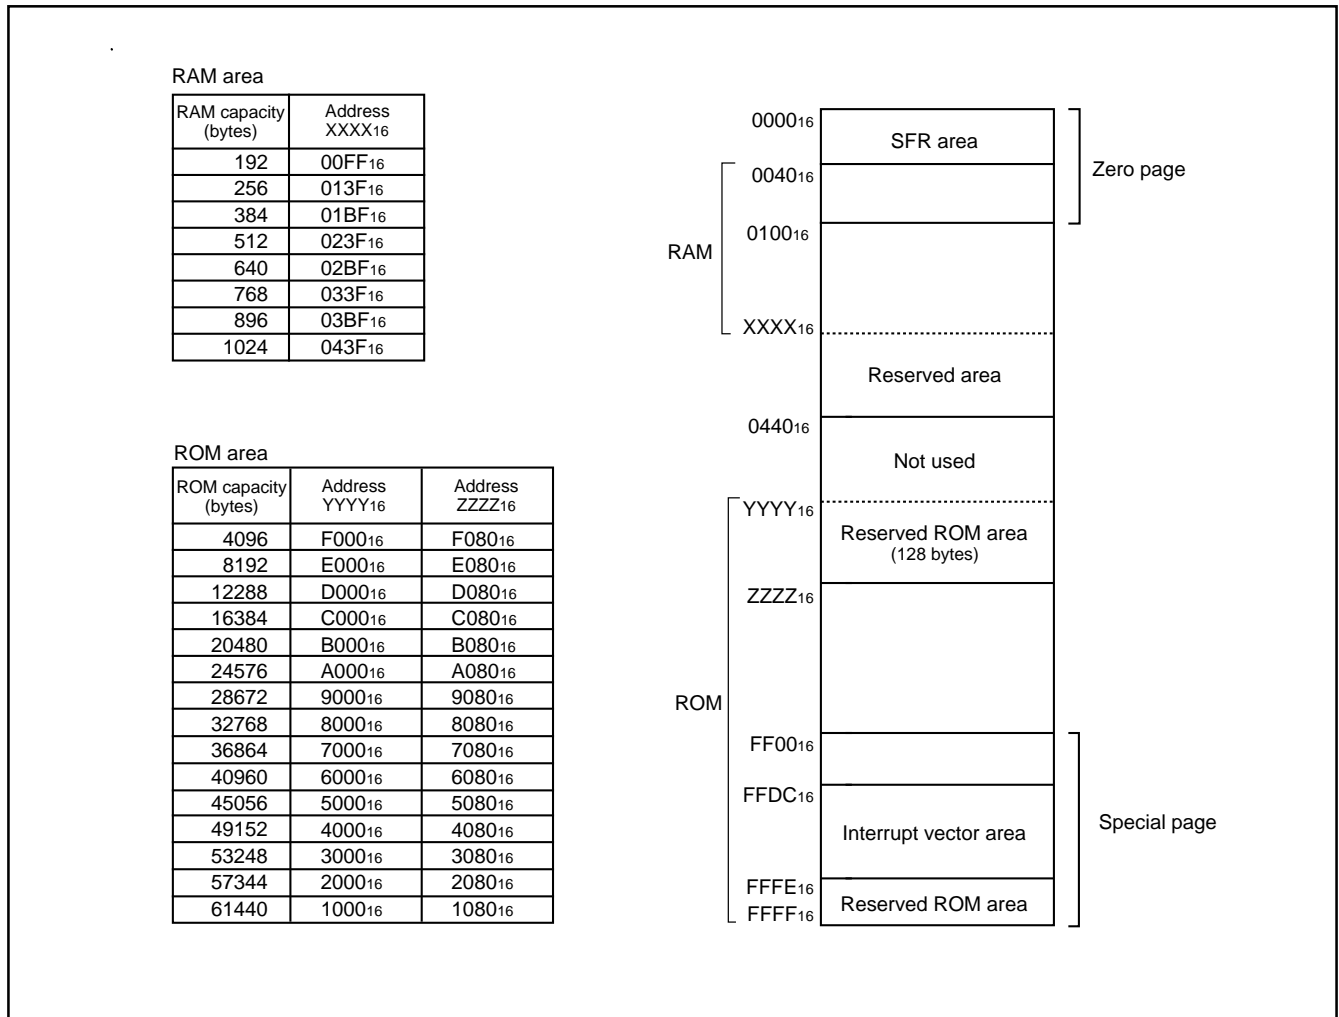 RAM area
RAM capacity (bytes) Address XXXX16
192 00FF16
256 013F16
384 01BF16
512 023F16
640 02BF16
768 033F16
896 03BF16
1024 043F16
ROM area
ROM capacity (bytes) Address YYYY16 Address ZZZZ16
4096 F00016 F08016
8192 E00016 E08016
12288 D00016 D08016
16384 C00016 C08016
20480 B00016 B08016
24576 A00016 A08016
28672 900016 908016
32768 800016 808016
36864 700016 708016
40960 600016 608016
45056 500016 508016
49152 400016 408016
53248 300016 308016
57344 200016 208016
61440 100016 108016
000016
SFR area
Zero page
004016
010016
RAM
XXXX16
Reserved area
044016
Not used
YYYY16
Reserved ROM area
(128 bytes)
ZZZZ16
ROM
FF0016
FFDC16
Interrupt vector area
Special page
FFFE16
Reserved ROM area
FFFF16